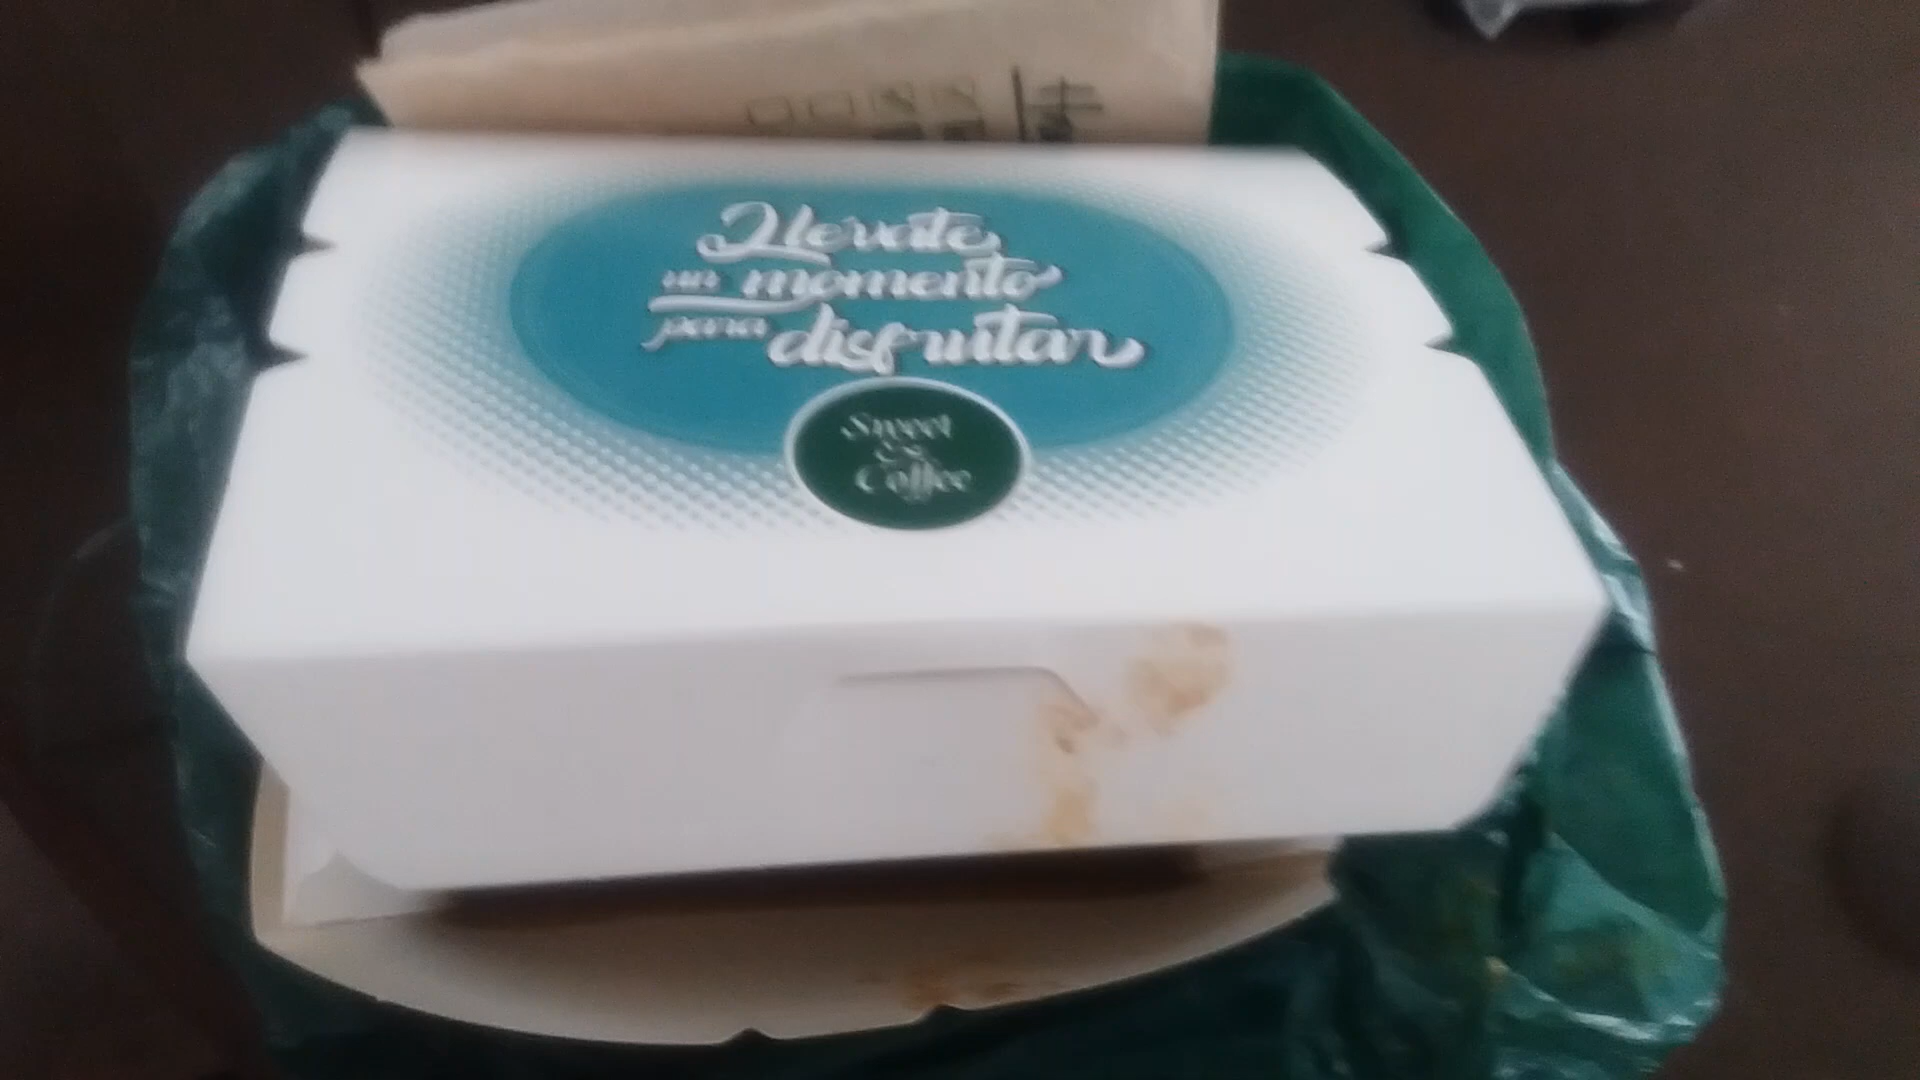 Llevate
un momento
para disfrutar
Sweet
&
Coffee